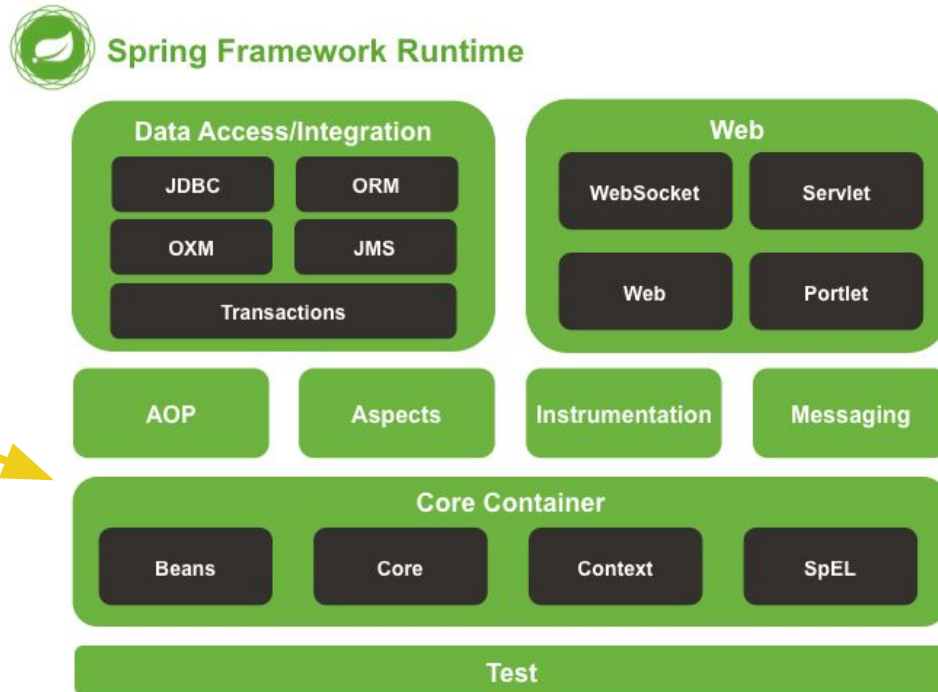 Spring Framework Runtime
Data Access/Integration
JDBC
ORM
OXM
JMS
Transactions
Web
WebSocket
Servlet
Web
Portlet
AOP
Aspects
Instrumentation
Messaging
Core Container
Beans
Core
Context
SpEL
Test